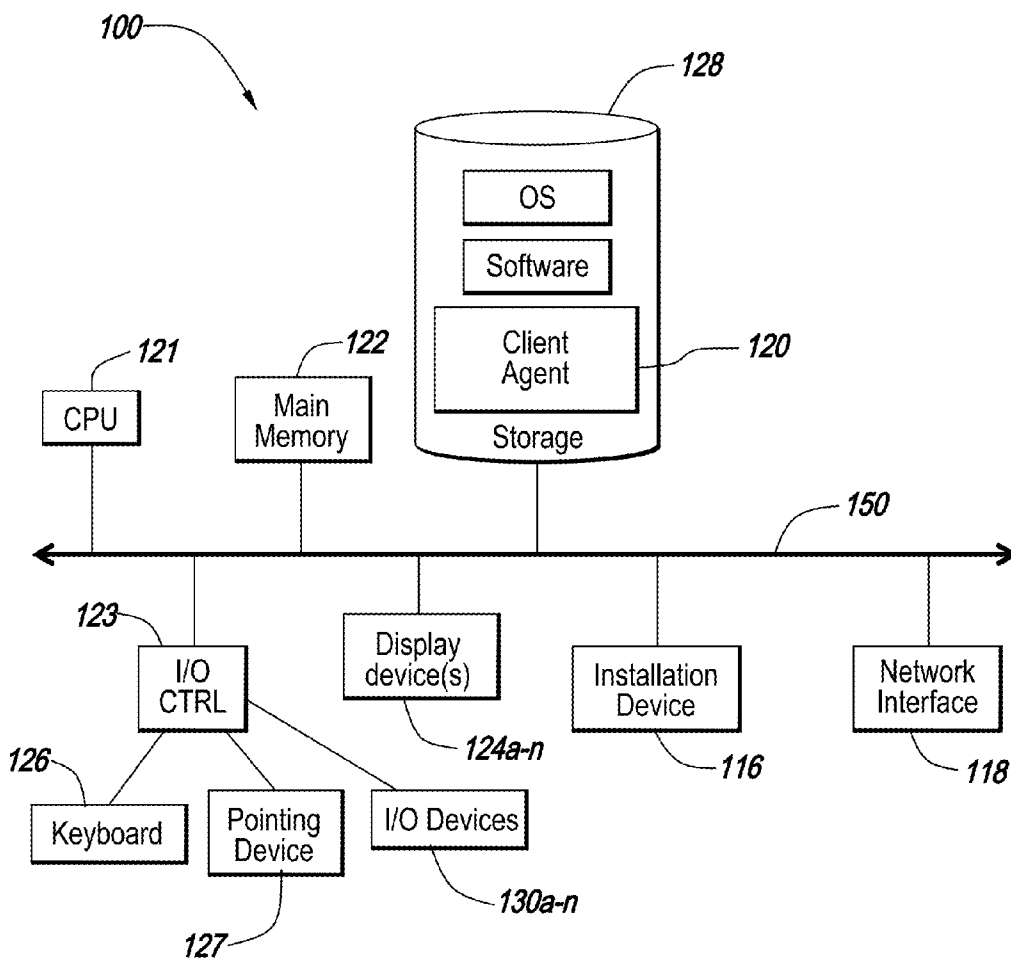 100
128
OS
Software
Client
Agent
120
Storage
121
CPU
122
Main
Memory
150
123
I/O
CTRL
Display
device(s)
124a-n
Installation
Device
116
Network
Interface
118
126
Keyboard
Pointing
Device
127
I/O Devices
130a-n